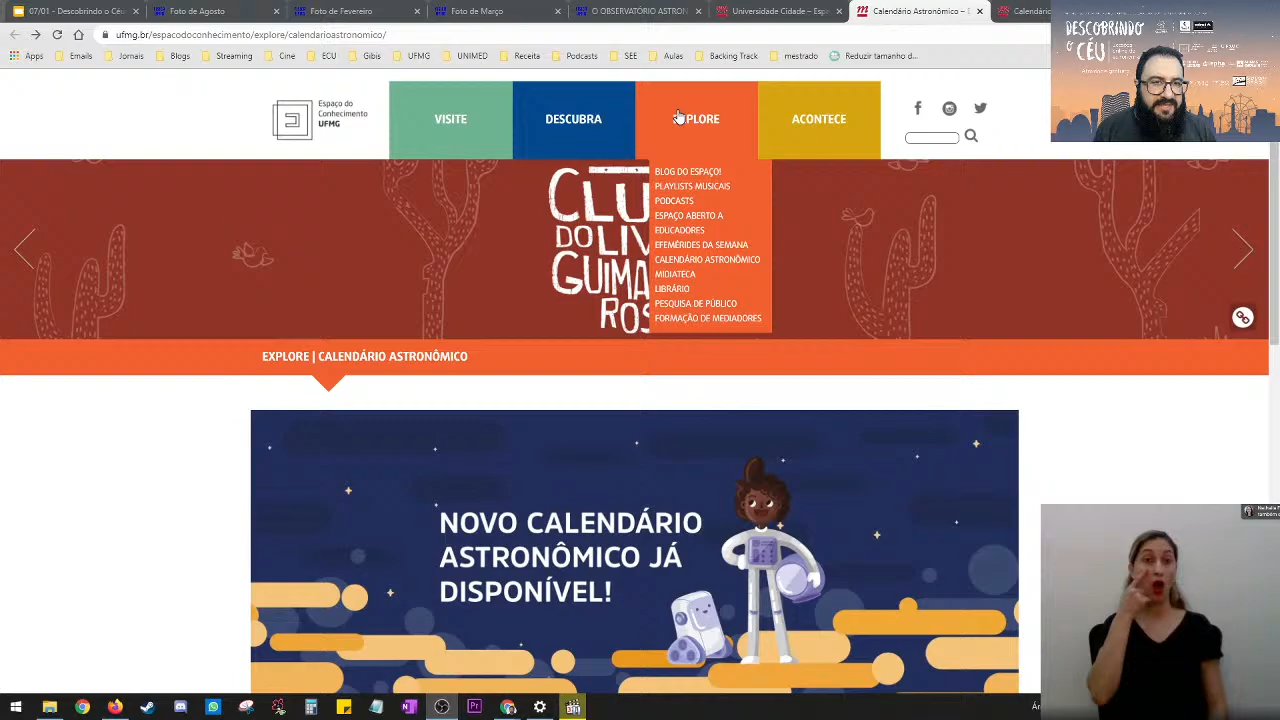 07/01 - Descobrindo o Cé
Foto de Agosto
Foto de Fevereiro
Foto de Março
O OBSERVATÓRIO ASTRON
Universidade Cidade – Esp
Calendário Astronômico – 1
Calendário
ufmg.br/espacodoconhecimento/explore/calendarioastronomico/
Apps Emails Jornais Blogs Streaming Cine ECU Gibis UFMG UNIMED Receita Podcasts SEE Aulas Backing Track mestrado Reduzir tamanho d...
DESCOBRINDO
O CÉU
Espaço do
Conhecimento
UFMG
VISITE
DESCUBRA
PLORE
ACONTECE
BLOG DO ESPAÇO!
PLAYLISTS MUSICAIS
PODCASTS
ESPAÇO ABERTO A
EDUCADORES
EFEMÉRIDES DA SEMANA
CALENDÁRIO ASTRONÔMICO
MIDIATECA
LIBRÁRIO
PESQUISA DE PÚBLICO
FORMAÇÃO DE MEDIADORES
CLU
DO LIV
GUIMA
ROS
EXPLORE | CALENDÁRIO ASTRONÔMICO
NOVO CALENDÁRIO
ASTRONÔMICO JÁ
DISPONÍVEL!